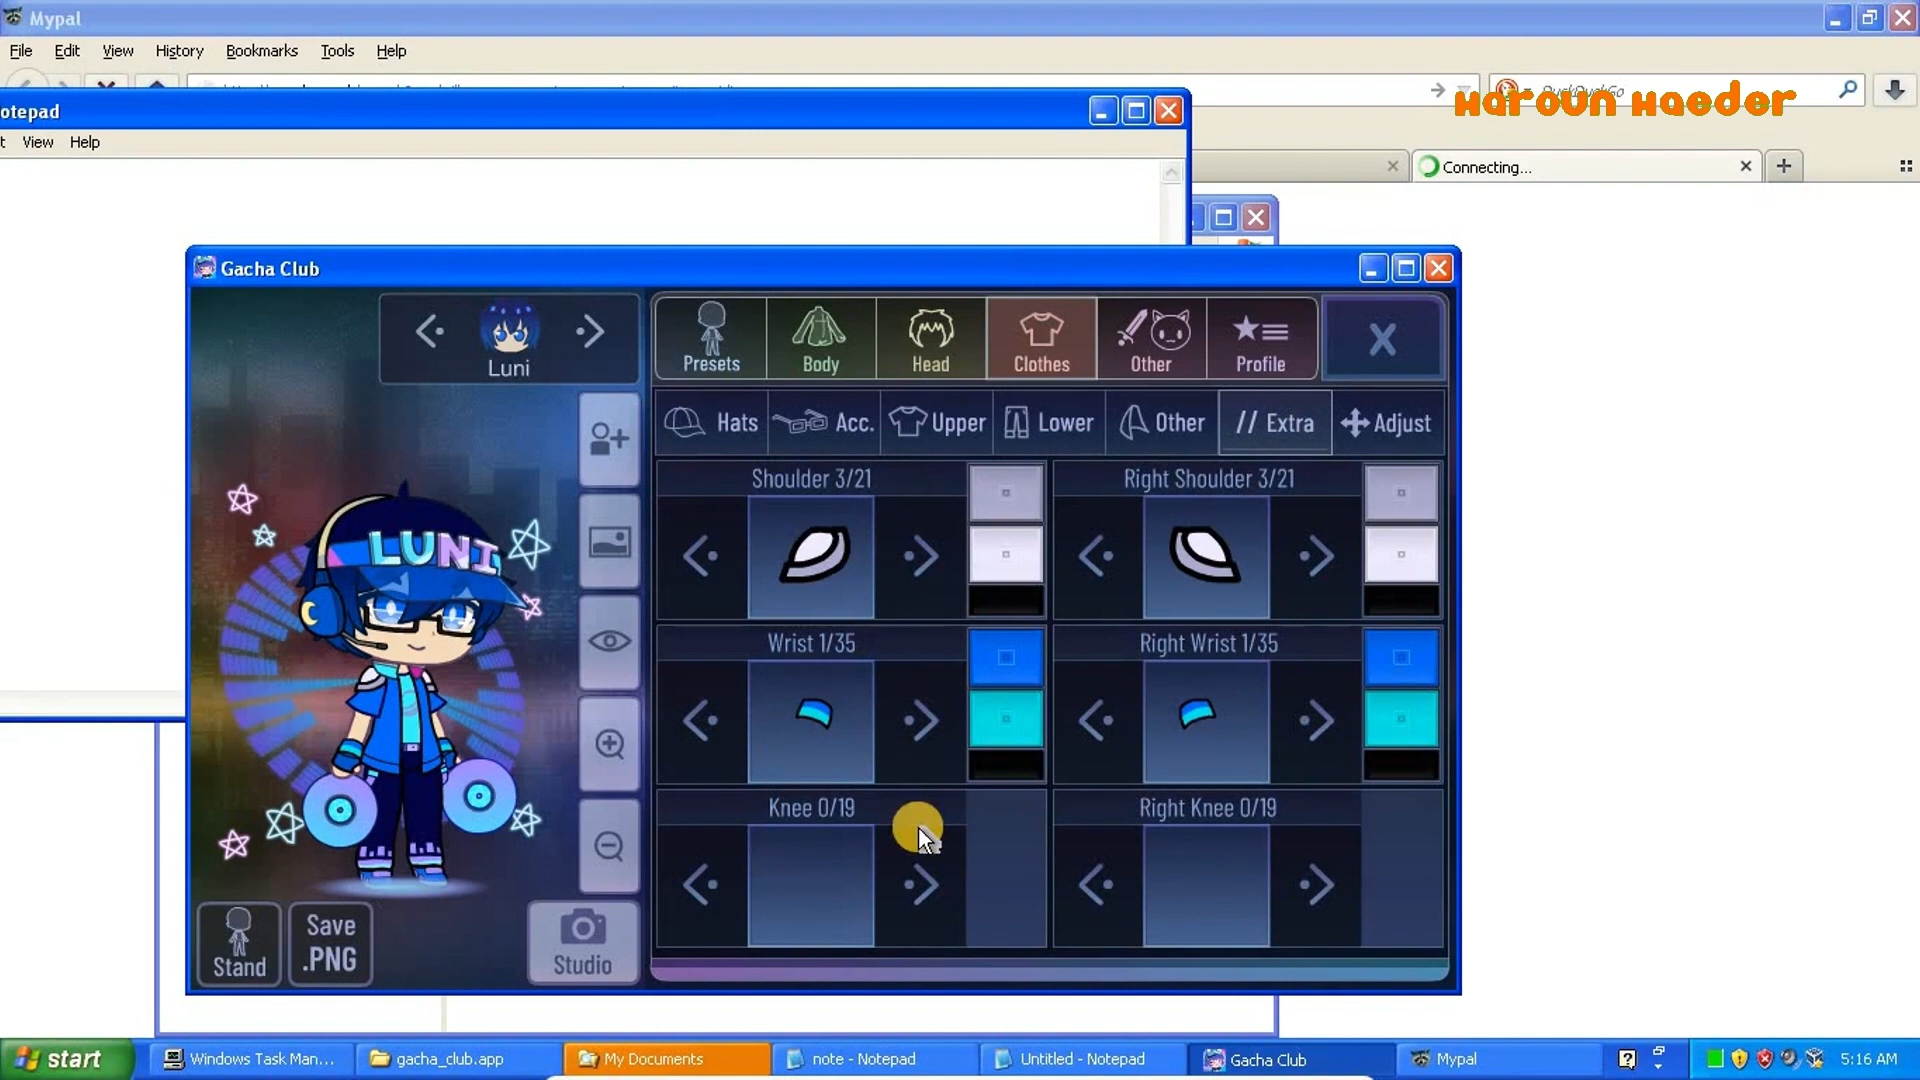 Mypal
File Edit View History Bookmarks Tools Help
DuckDuckGo
Haroun Haeder
otepad
t View Help
Connecting...
Gacha Club
Luni
Presets Body Head Clothes Other Profile X
Hats Acc. Upper Lower Other // Extra Adjust
Shoulder 3/21 Right Shoulder 3/21
LUNI
Wrist 1/35 Right Wrist 1/35
Knee 0/19 Right Knee 0/19
Stand
Save
.PNG
Studio
start Windows Task Man... gacha_club.app My Documents note - Notepad Untitled - Notepad Gacha Club Mypal 5:16 AM